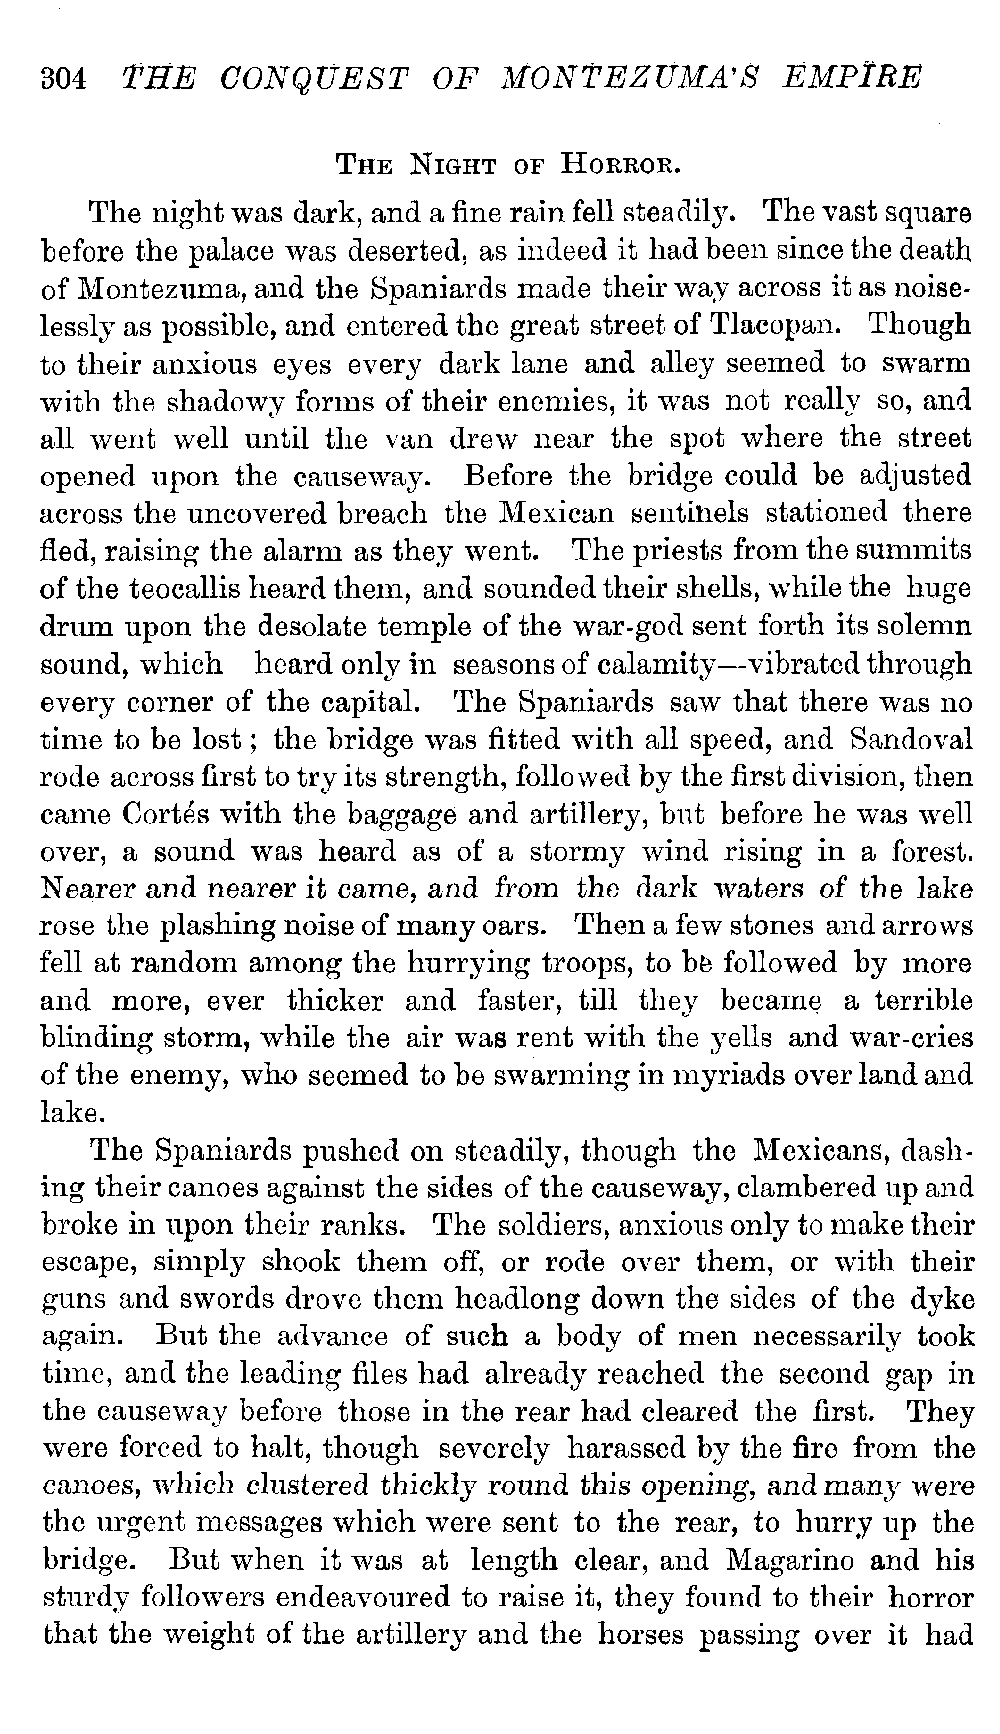 304 THE CONQUEST OF MONTEZUMA'S EMPIRE
THE NIGHT OF HORROR.
The night was dark, and a fine rain fell steadily. The vast square
before the palace was deserted, as indeed it had been since the death
of Montezuma, and the Spaniards made their way across it as noise-
lessly as possible, and entered the great street of Tlacopan. Though
to their anxious eyes every dark lane and alley seemed to swarm
with the shadowy forms of their enemies, it was not really so, and
all went well until the van drew near the spot where the street
opened upon the causeway. Before the bridge could be adjusted
across the uncovered breach the Mexican sentinels stationed there
fled, raising the alarm as they went. The priests from the summits
of the teocallis heard them, and sounded their shells, while the huge
drum upon the desolate temple of the war-god sent forth its solemn
sound, which heard only in seasons of calamity—vibrated through
every corner of the capital. The Spaniards saw that there was no
time to be lost; the bridge was fitted with all speed, and Sandoval
rode across first to try its strength, followed by the first division, then
came Cortés with the baggage and artillery, but before he was well
over, a sound was heard as of a stormy wind rising in a forest.
Nearer and nearer it came, and from the dark waters of the lake
rose the plashing noise of many oars. Then a few stones and arrows
fell at random among the hurrying troops, to be followed by more
and more, ever thicker and faster, till they became a terrible
blinding storm, while the air was rent with the yells and war-cries
of the enemy, who seemed to be swarming in myriads over land and
lake.
The Spaniards pushed on steadily, though the Mexicans, dash-
ing their canoes against the sides of the causeway, clambered up and
broke in upon their ranks. The soldiers, anxious only to make their
escape, simply shook them off, or rode over them, or with their
guns and swords drove them headlong down the sides of the dyke
again. But the advance of such a body of men necessarily took
time, and the leading files had already reached the second gap in
the causeway before those in the rear had cleared the first. They
were forced to halt, though severely harassed by the fire from the
canoes, which clustered thickly round this opening, and many were
the urgent messages which were sent to the rear, to hurry up the
bridge. But when it was at length clear, and Magarino and his
sturdy followers endeavoured to raise it, they found to their horror
that the weight of the artillery and the horses passing over it had